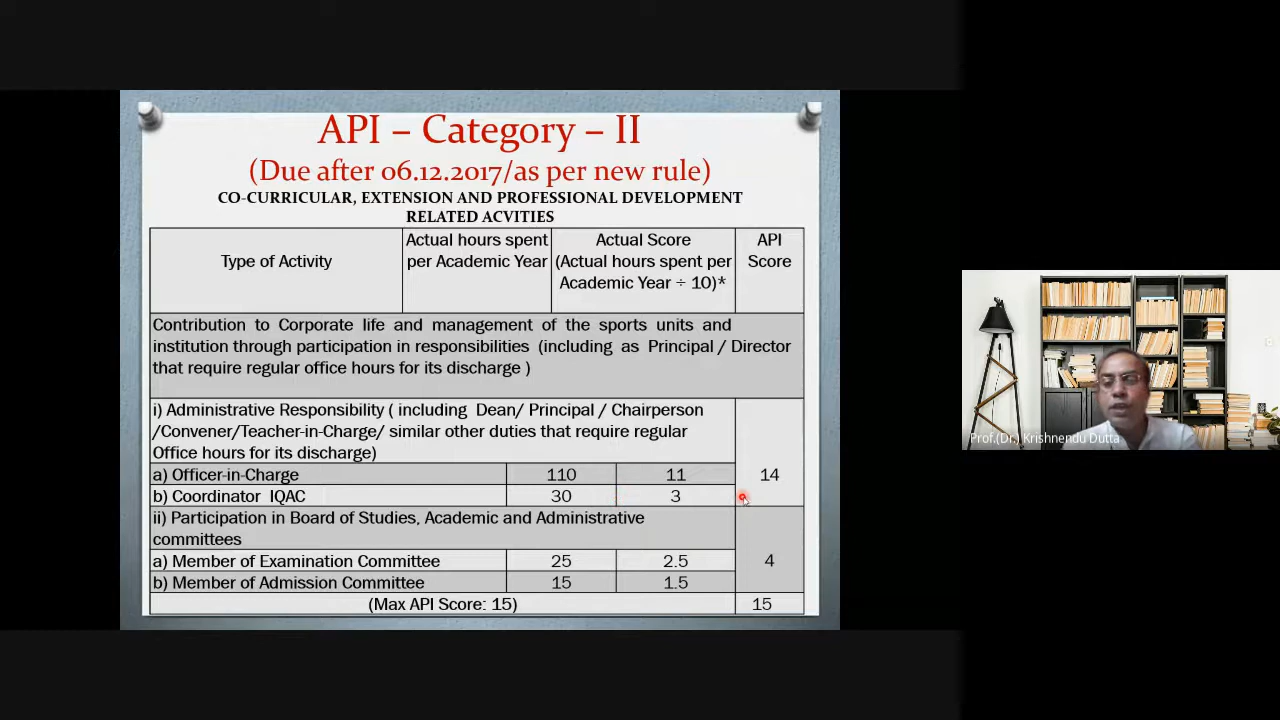 API – Category – II
(Due after 06.12.2017/as per new rule)
CO-CURRICULAR, EXTENSION AND PROFESSIONAL DEVELOPMENT
RELATED ACVITIES
Type of Activity
Actual hours spent
per Academic Year
Actual Score
(Actual hours spent per
Academic Year ÷ 10)*
API
Score
Contribution to Corporate life and management of the sports units and
institution through participation in responsibilities (including as Principal / Director
that require regular office hours for its discharge )
i) Administrative Responsibility ( including Dean/ Principal / Chairperson
/Convener/Teacher-in-Charge/ similar other duties that require regular
Office hours for its discharge)
a) Officer-in-Charge 110 11 14
b) Coordinator IQAC 30 3
ii) Participation in Board of Studies, Academic and Administrative
committees
a) Member of Examination Committee 25 2.5 4
b) Member of Admission Committee 15 1.5
(Max API Score: 15) 15
Prof.(Dr.) Krishnendu Dutta